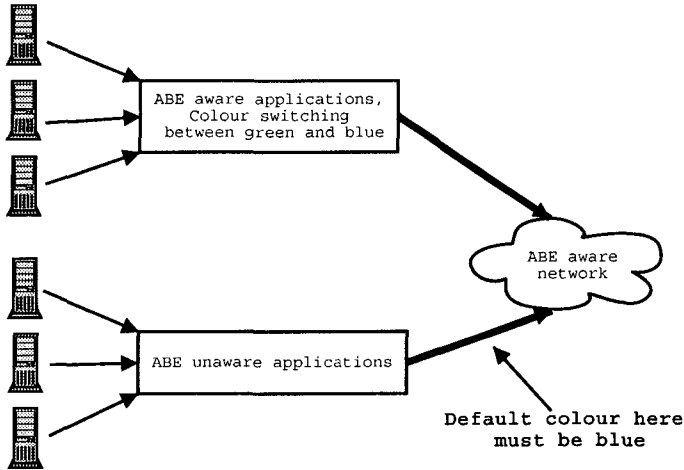 ABE aware applications,
Colour switching
between green and blue
ABE aware
network
ABE unaware applications
Default colour here
must be blue